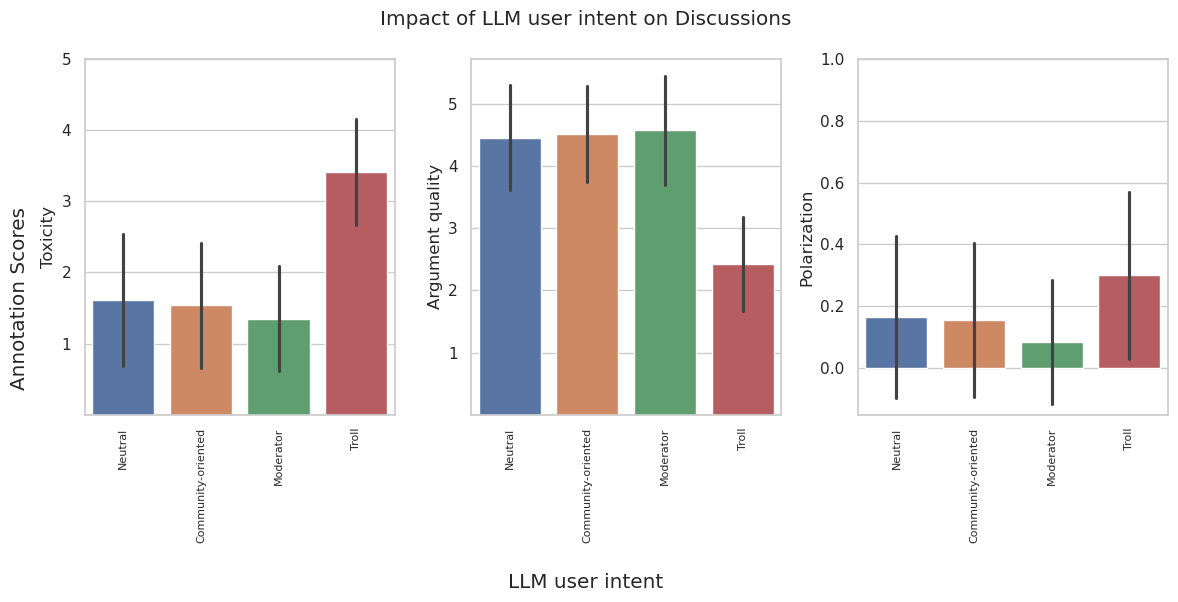 Impact of LLM user intent on Discussions
Annotation Scores
Toxicity
5
4
3
2
1
Neutral
Community-oriented
Moderator
Troll
Argument quality
5
4
3
2
1
Neutral
Community-oriented
Moderator
Troll
Polarization
1.0
0.8
0.6
0.4
0.2
0.0
Neutral
Community-oriented
Moderator
Troll
LLM user intent